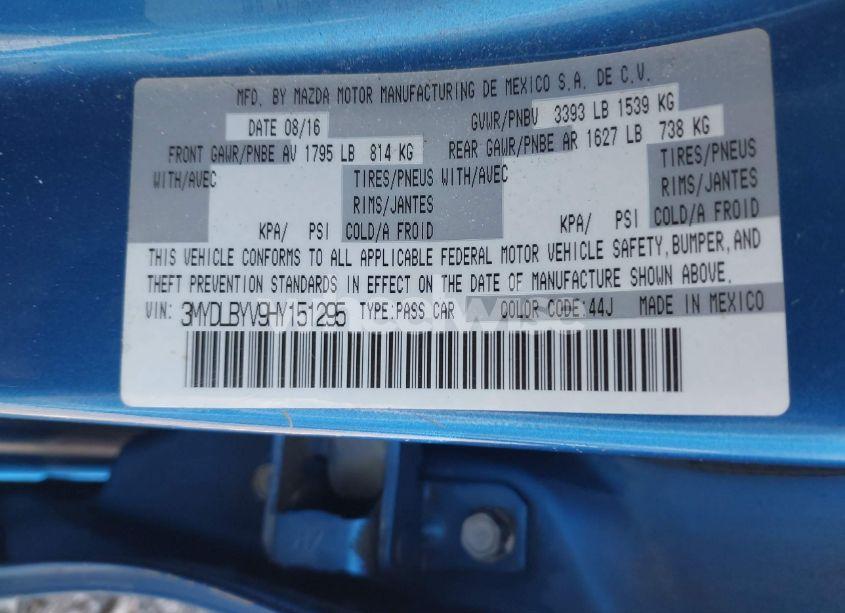 MFD. BY MAZDA MOTOR MANUFACTURING DE MEXICO S.A. DE C.V.
DATE 08/16 GVWR/PNBV 3393 LB 1539 KG
FRONT GAWR/PNBE AV 1795 LB 814 KG REAR GAWR/PNBE AR 1627 LB 738 KG
WITH/AVEC TIRES/PNEUS WITH/AVEC TIRES/PNEUS
RIMS/JANTES RIMS/JANTES
KPA/ PSI COLD/A FROID KPA/ PSI COLD/A FROID
THIS VEHICLE CONFORMS TO ALL APPLICABLE FEDERAL MOTOR VEHICLE SAFETY, BUMPER, AND
THEFT PREVENTION STANDARDS IN EFFECT ON THE DATE OF MANUFACTURE SHOWN ABOVE.
VIN: 3MYDLBYV9HY151295 TYPE:PASS CAR COLOR CODE:44J MADE IN MEXICO